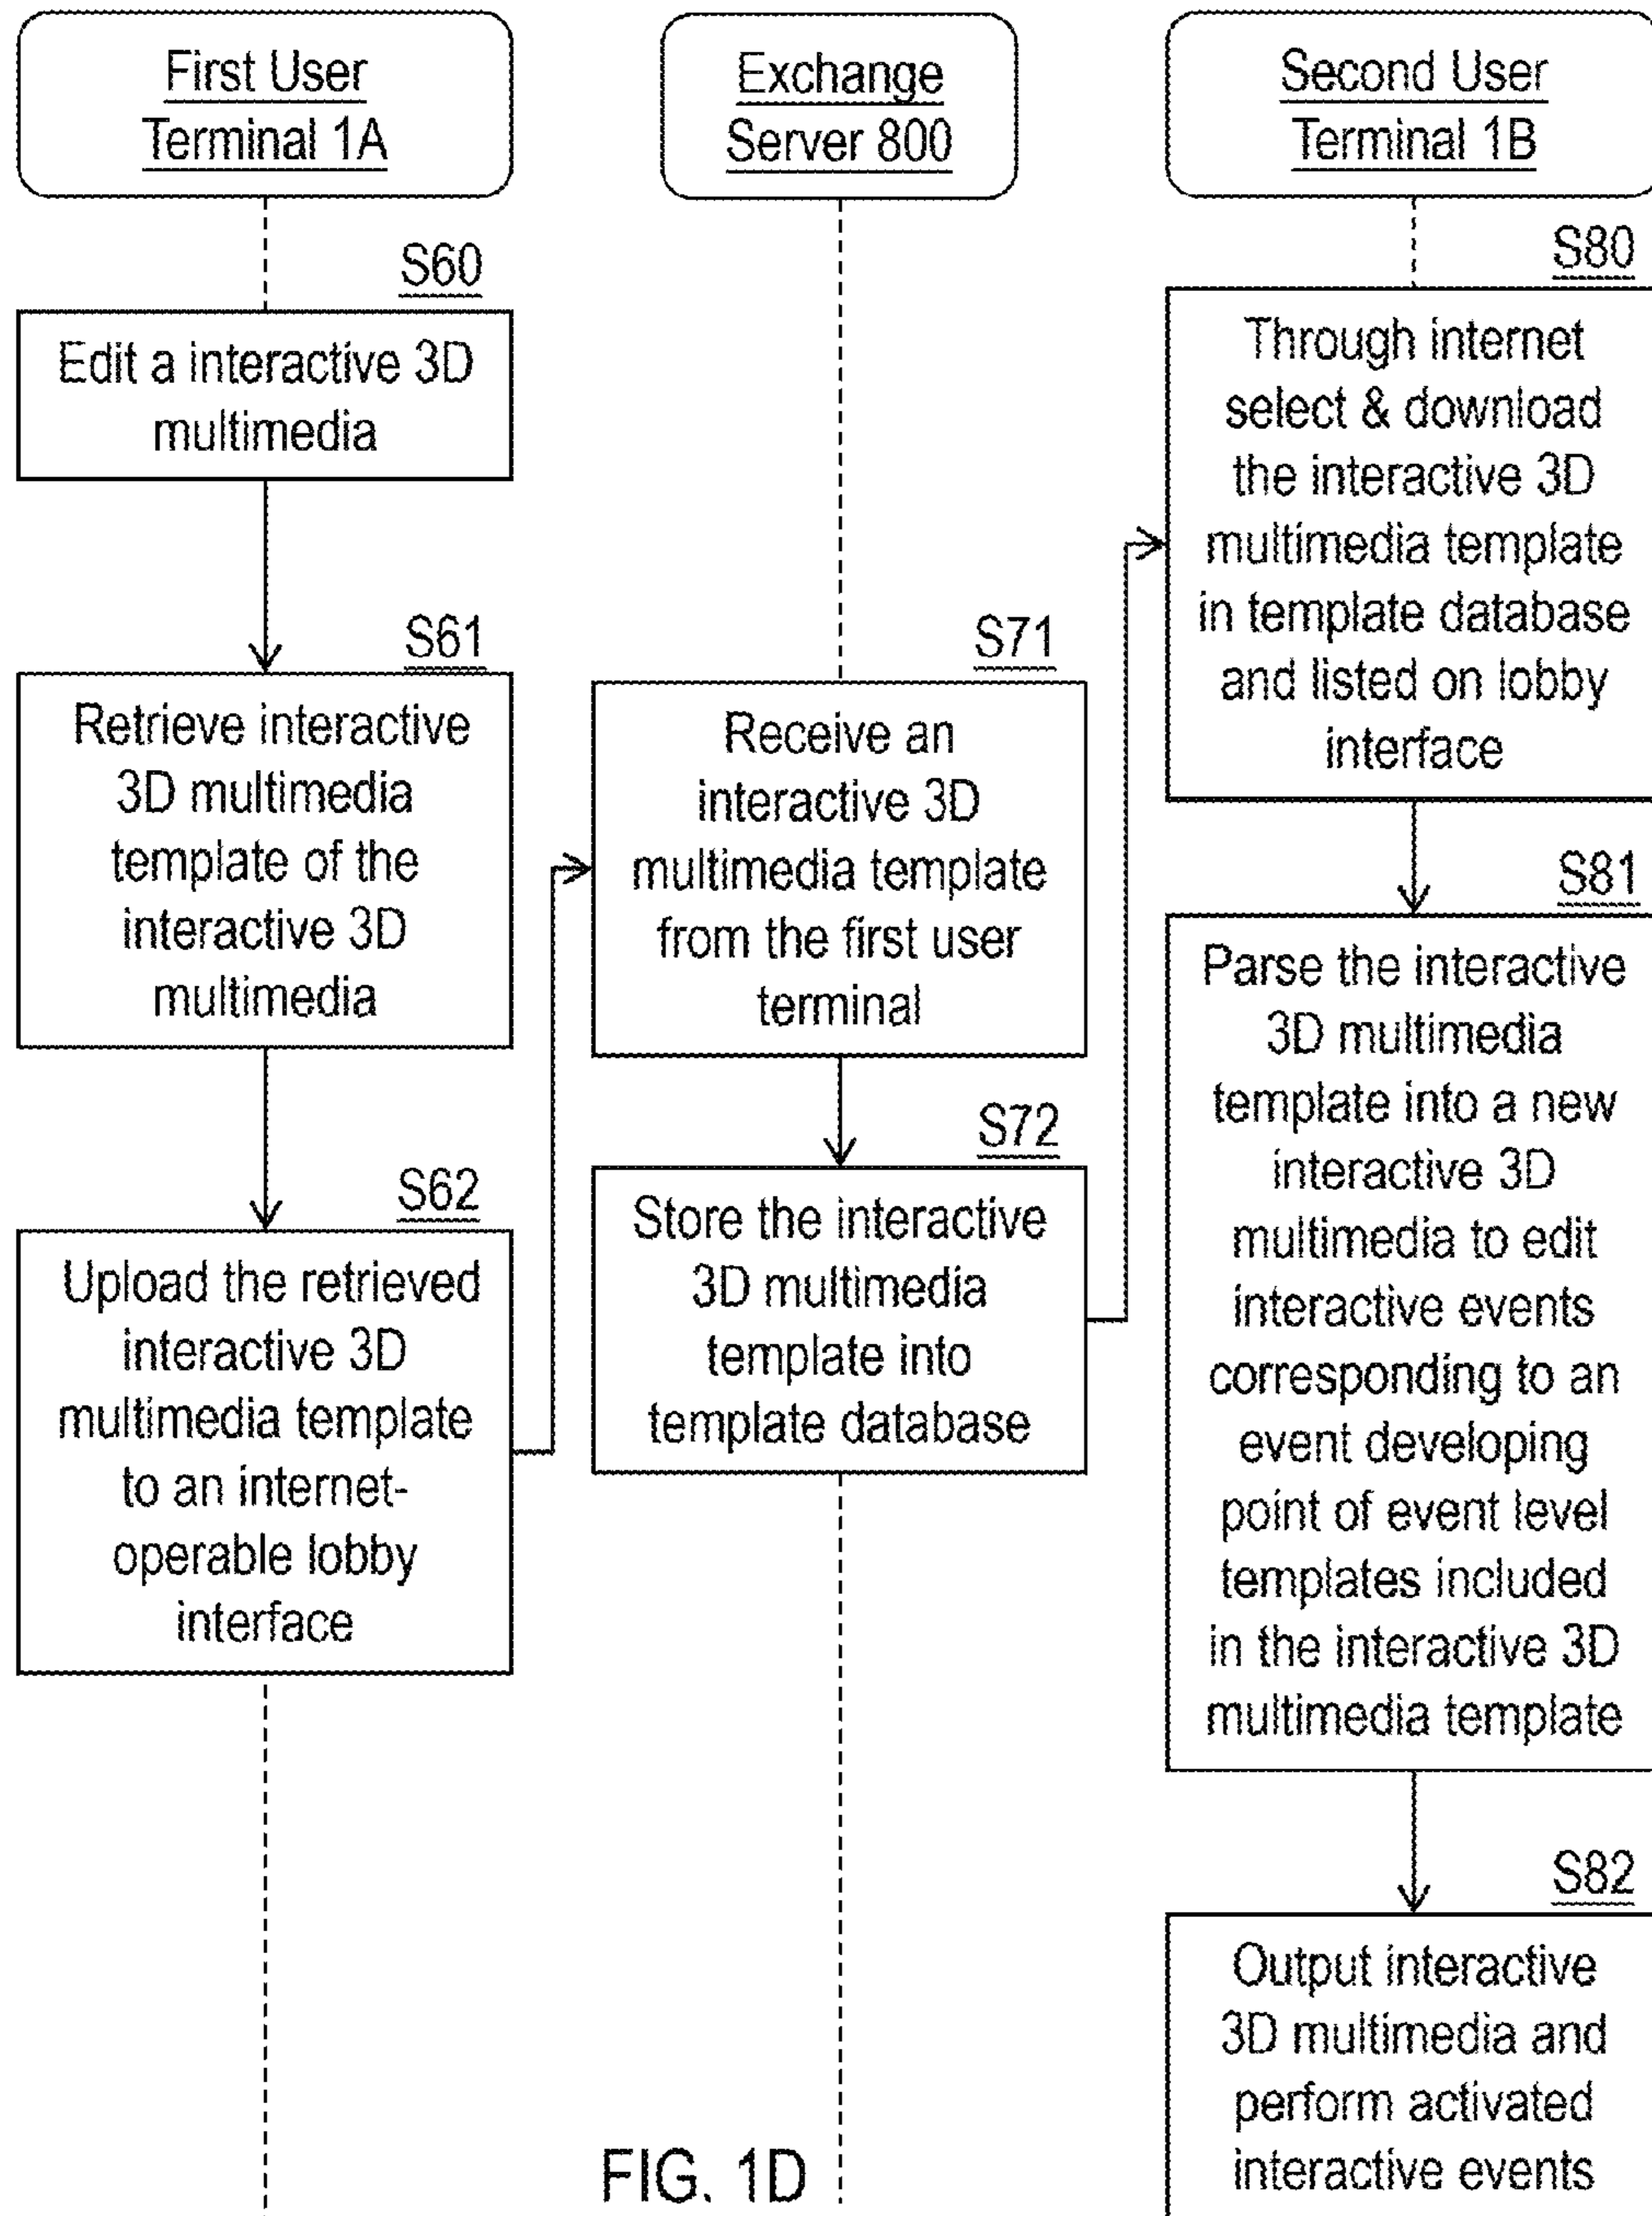 First User
Terminal 1A
Exchange
Server 800
Second User
Terminal 1B
S60
Edit a interactive 3D
multimedia
S61
Retrieve interactive
3D multimedia
template of the
interactive 3D
multimedia
S62
Upload the retrieved
interactive 3D
multimedia template
to an internet-
operable lobby
interface
S71
Receive an
interactive 3D
multimedia template
from the first user
terminal
S72
Store the interactive
3D multimedia
template into
template database
S80
Through internet
select & download
the interactive 3D
multimedia template
in template database
and listed on lobby
interface
S81
Parse the interactive
3D multimedia
template into a new
interactive 3D
multimedia to edit
interactive events
corresponding to an
event developing
point of event level
templates included
in the interactive 3D
multimedia template
S82
Output interactive
3D multimedia and
perform activated
interactive events
FIG. 1D